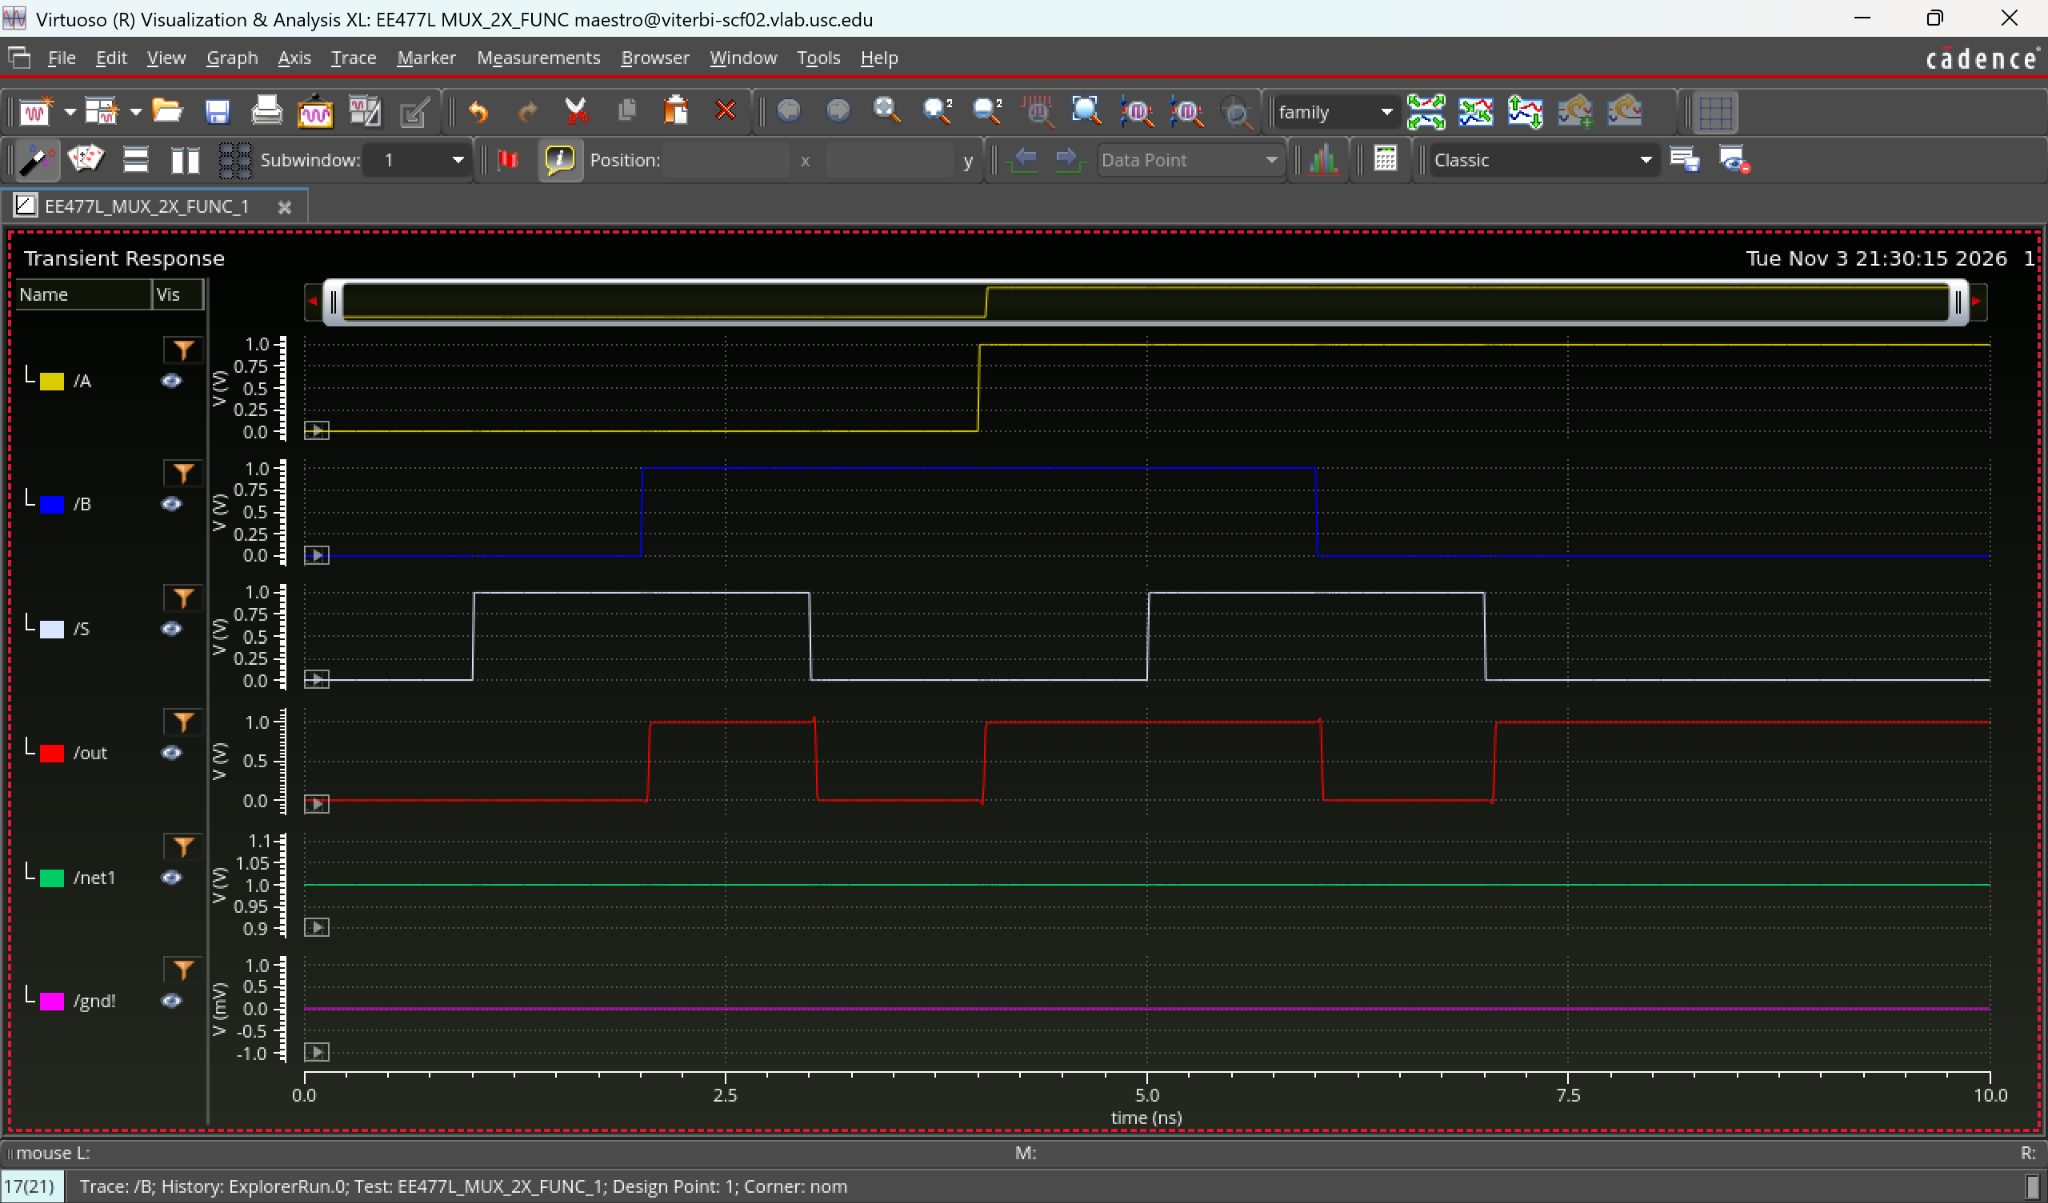 Virtuoso (R) Visualization & Analysis XL: EE477L MUX_2X_FUNC maestro@viterbi-scf02.vlab.usc.edu
File Edit View Graph Axis Trace Marker Measurements Browser Window Tools Help cādence
family
Subwindow: 1 Position: x y Data Point Classic
EE477L_MUX_2X_FUNC_1
Transient Response Tue Nov 3 21:30:15 2026 1
Name Vis
/A
V (V)
1.0
0.75
0.5
0.25
0.0
/B
V (V)
1.0
0.75
0.5
0.25
0.0
/S
V (V)
1.0
0.75
0.5
0.25
0.0
/out
V (V)
1.0
0.5
0.0
/net1
V (V)
1.1
1.05
1.0
0.95
0.9
/gnd!
V (mV)
1.0
0.5
0.0
-0.5
-1.0
0.0 2.5 5.0 7.5 10.0
time (ns)
mouse L: M: R:
17(21) Trace: /B; History: ExplorerRun.0; Test: EE477L_MUX_2X_FUNC_1; Design Point: 1; Corner: nom